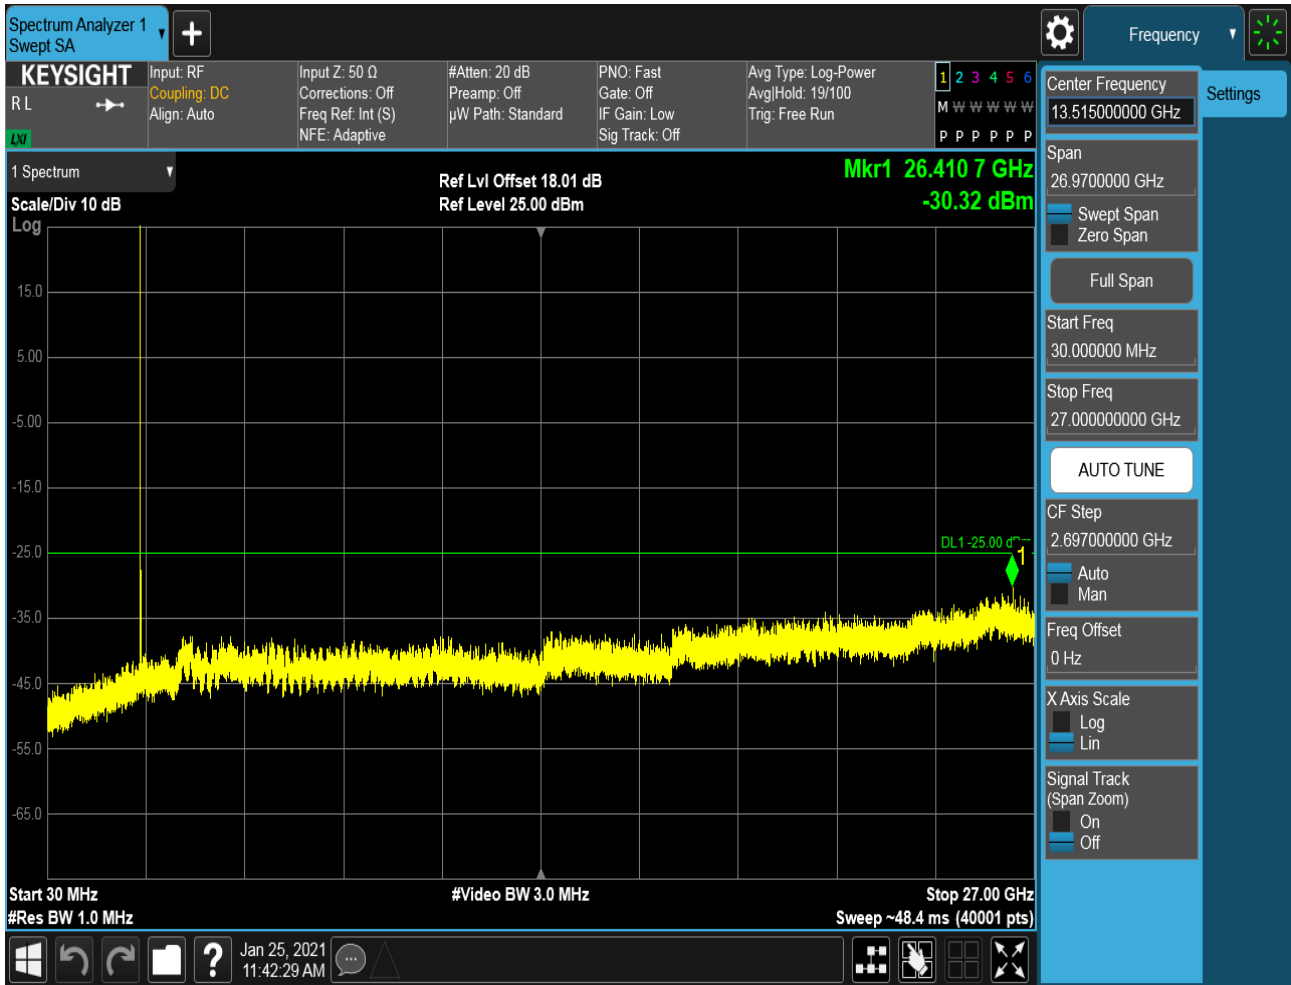 Spectrum Analyzer 1
Swept SA
Frequency
KEYSIGHT
R L
LXI
Input: RF
Coupling: DC
Align: Auto
Input Z: 50 Ω
Corrections: Off
Freq Ref: Int (S)
NFE: Adaptive
#Atten: 20 dB
Preamp: Off
µW Path: Standard
PNO: Fast
Gate: Off
IF Gain: Low
Sig Track: Off
Avg Type: Log-Power
Avg|Hold: 19/100
Trig: Free Run
1 2 3 4 5 6
M W W W W W
P P P P P P
1 Spectrum
Scale/Div 10 dB
Log
Ref Lvl Offset 18.01 dB
Ref Level 25.00 dBm
Mkr1 26.410 7 GHz
-30.32 dBm
15.0
5.00
-5.00
-15.0
-25.0
-35.0
-45.0
-55.0
-65.0
DL1 -25.00 dBm
1
Start 30 MHz
#Res BW 1.0 MHz
#Video BW 3.0 MHz
Stop 27.00 GHz
Sweep ~48.4 ms (40001 pts)
Jan 25, 2021
11:42:29 AM
Center Frequency
13.515000000 GHz
Span
26.9700000 GHz
Swept Span
Zero Span
Full Span
Start Freq
30.000000 MHz
Stop Freq
27.000000000 GHz
AUTO TUNE
CF Step
2.697000000 GHz
Auto
Man
Freq Offset
0 Hz
X Axis Scale
Log
Lin
Signal Track
(Span Zoom)
On
Off
Settings